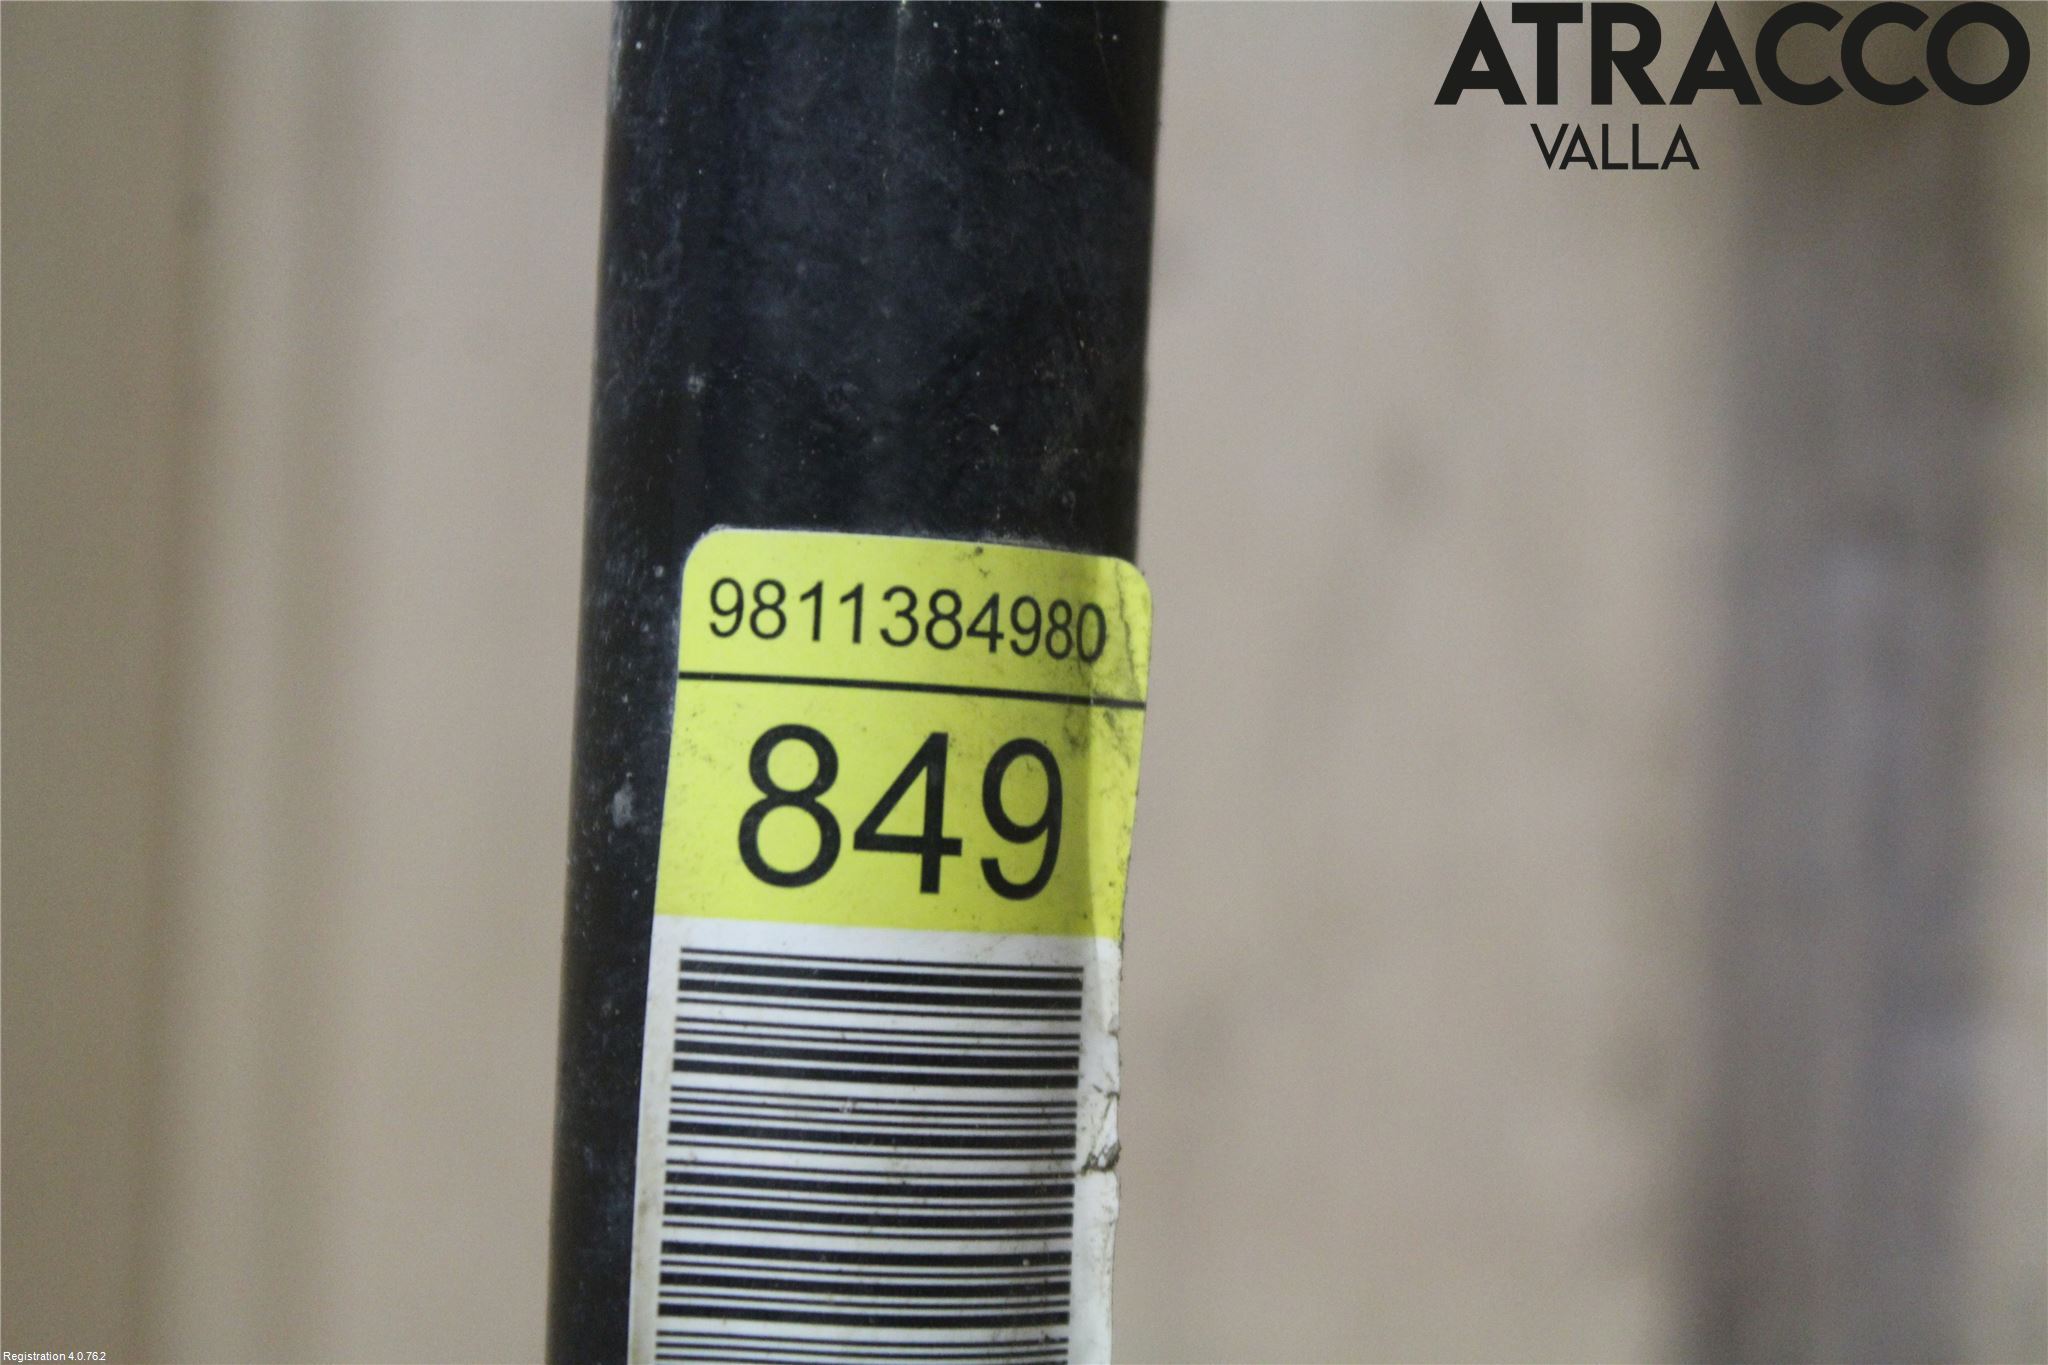 ATRACCO
VALLA
9811384980
849
Registration 4.0.762